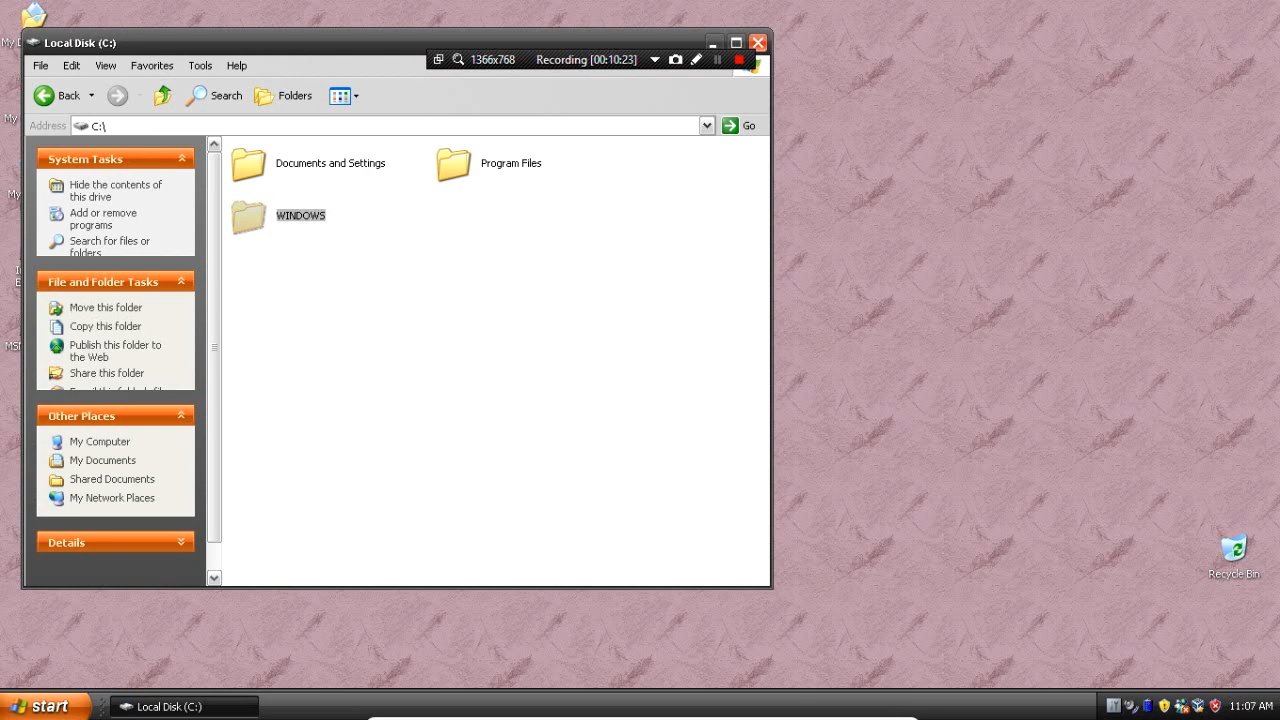 My D
Local Disk (C:)
File Edit View Favorites Tools Help
1366x768 Recording [00:10:23]
Back Search Folders
Address C:\ Go
System Tasks
Hide the contents of
this drive
Add or remove
programs
Search for files or
folders
File and Folder Tasks
Move this folder
Copy this folder
Publish this folder to
the Web
Share this folder
Other Places
My Computer
My Documents
Shared Documents
My Network Places
Details
Documents and Settings
Program Files
WINDOWS
My
My
MSN
Recycle Bin
start
Local Disk (C:)
11:07 AM